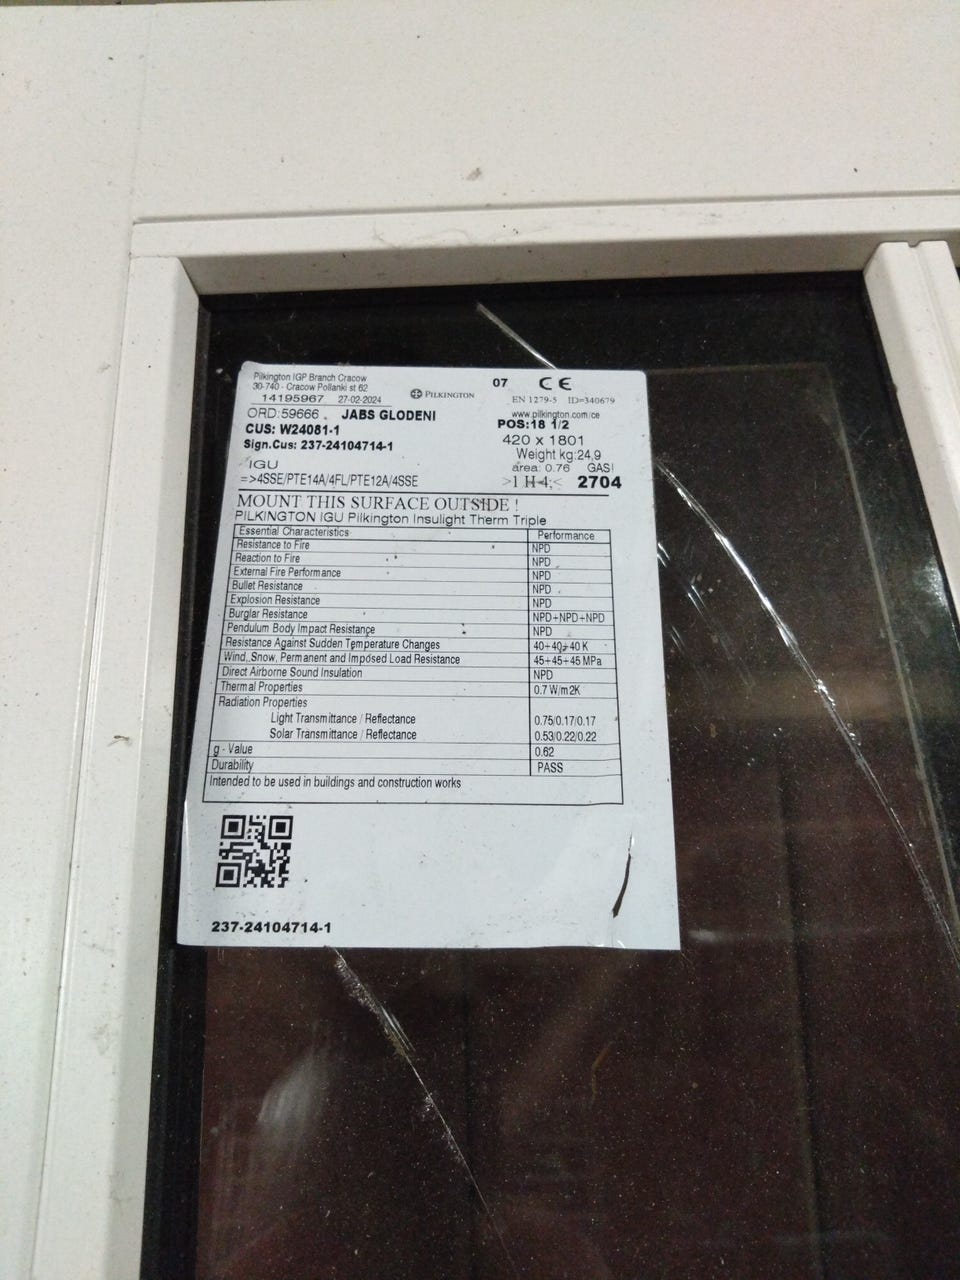 Pilkington IGP Branch Cracow
30-740 - Cracow Pollanki st 62
14195967 27-02-2024
PILKINGTON
07 CE
EN 1279-5 ID=340679
www.pilkington.com/ce
ORD:59666 JABS GLODENI
POS:18 1/2
CUS: W24081-1
420 x 1801
Sign.Cus: 237-24104714-1
Weight kg:24,9
IGU
area: 0.76 GAS!
=>4SSE/PTE14A/4FL/PTE12A/4SSE
>1 H-4;< 2704
MOUNT THIS SURFACE OUTSIDE !
PILKINGTON IGU Pilkington Insulight Therm Triple
Essential Characteristics Performance
Resistance to Fire NPD
Reaction to Fire NPD
External Fire Performance NPD
Bullet Resistance NPD
Explosion Resistance NPD
Burglar Resistance NPD+NPD+NPD
Pendulum Body Impact Resistance NPD
Resistance Against Sudden Temperature Changes 40+40+40 K
Wind, Snow, Permanent and Imposed Load Resistance 45+45+45 MPa
Direct Airborne Sound Insulation NPD
Thermal Properties 0.7 W/m2K
Radiation Properties
Light Transmittance / Reflectance 0.75/0.17/0.17
Solar Transmittance / Reflectance 0.53/0.22/0.22
g - Value 0.62
Durability PASS
Intended to be used in buildings and construction works
237-24104714-1